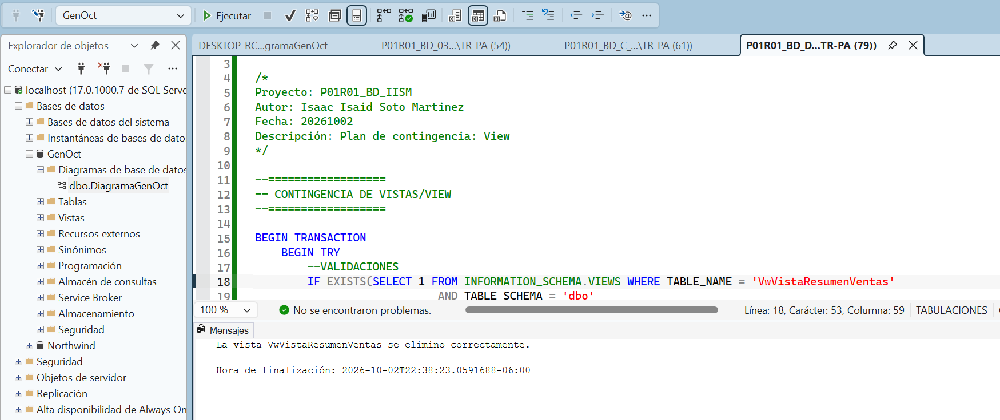 GenOct
Ejecutar
Explorador de objetos
Conectar
localhost (17.0.1000.7 de SQL Serve
Bases de datos
Bases de datos del sistema
Instantáneas de bases de dato
GenOct
Diagramas de base de datos
dbo.DiagramaGenOct
Tablas
Vistas
Recursos externos
Sinónimos
Programación
Almacén de consultas
Service Broker
Almacenamiento
Seguridad
Northwind
Seguridad
Objetos de servidor
Replicación
Alta disponibilidad de Always On
DESKTOP-RC...gramaGenOct
P01R01_BD_03...\TR-PA (54))
P01R01_BD_C_...\TR-PA (61))
P01R01_BD_D...TR-PA (79))
3
4 /*
5 Proyecto: P01R01_BD_IISM
6 Autor: Isaac Isaid Soto Martinez
7 Fecha: 20261002
8 Descripción: Plan de contingencia: View
9 */
10
11 --==================
12 -- CONTINGENCIA DE VISTAS/VIEW
13 --==================
14
15 BEGIN TRANSACTION
16 BEGIN TRY
17 --VALIDACIONES
18 IF EXISTS(SELECT 1 FROM INFORMATION_SCHEMA.VIEWS WHERE TABLE_NAME = 'VwVistaResumenVentas'
19 AND TABLE_SCHEMA = 'dbo'
100 %
No se encontraron problemas.
Línea: 18, Carácter: 53, Columna: 59
TABULACIONES
Mensajes
La vista VwVistaResumenVentas se elimino correctamente.
Hora de finalización: 2026-10-02T22:38:23.0591688-06:00